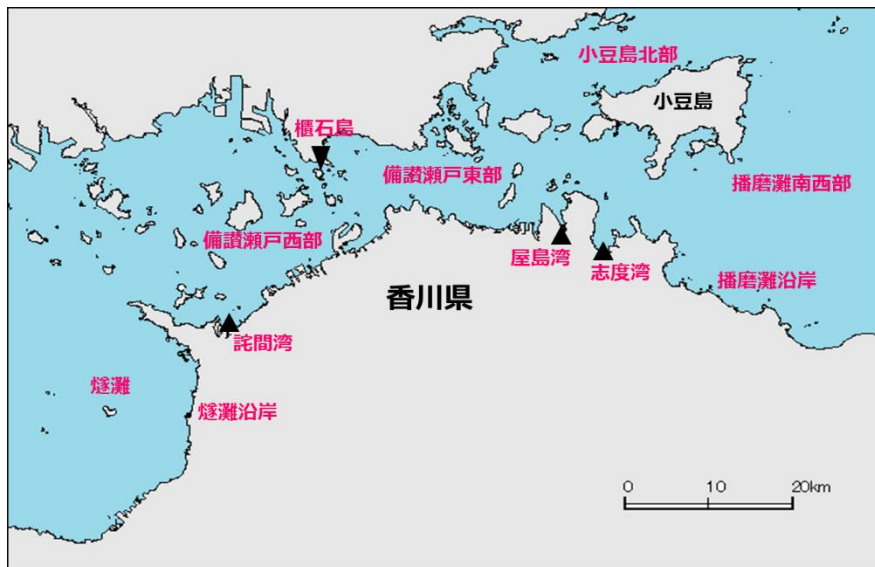 小豆島北部
小豆島
櫃石島
備讃瀬戸東部
播磨灘南西部
備讃瀬戸西部
屋島湾
志度湾
播磨灘沿岸
香川県
詫間湾
燧灘
燧灘沿岸
0 10 20km